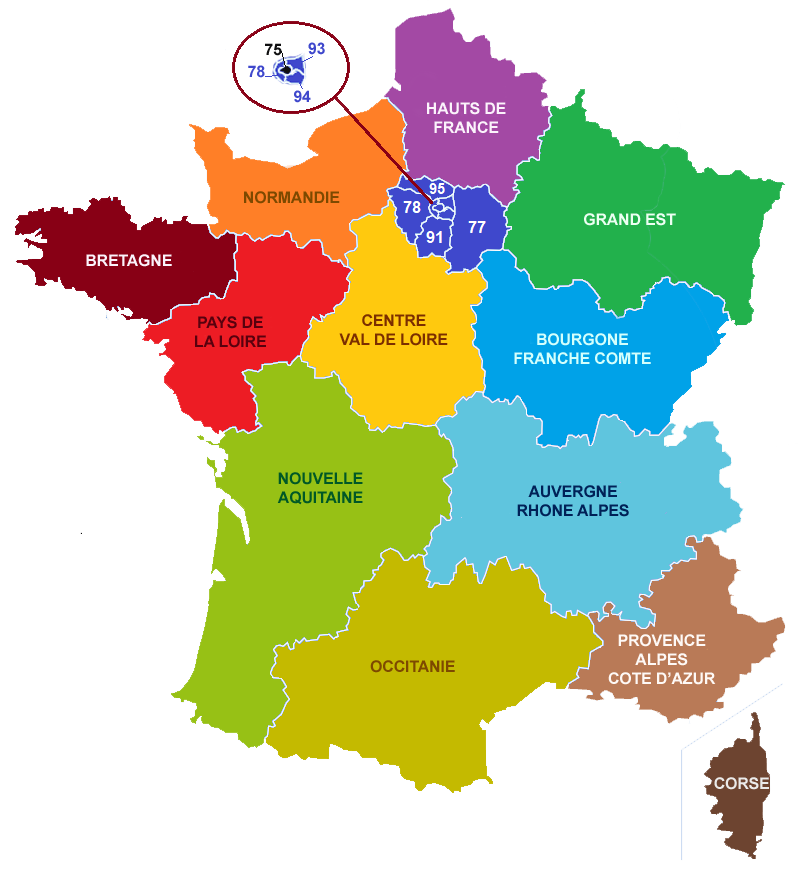 75
93
78
94
HAUTS DE
FRANCE
NORMANDIE
95
78
77
91
GRAND EST
BRETAGNE
PAYS DE
LA LOIRE
CENTRE
VAL DE LOIRE
BOURGONE
FRANCHE COMTE
NOUVELLE
AQUITAINE
AUVERGNE
RHONE ALPES
OCCITANIE
PROVENCE
ALPES
COTE D'AZUR
CORSE